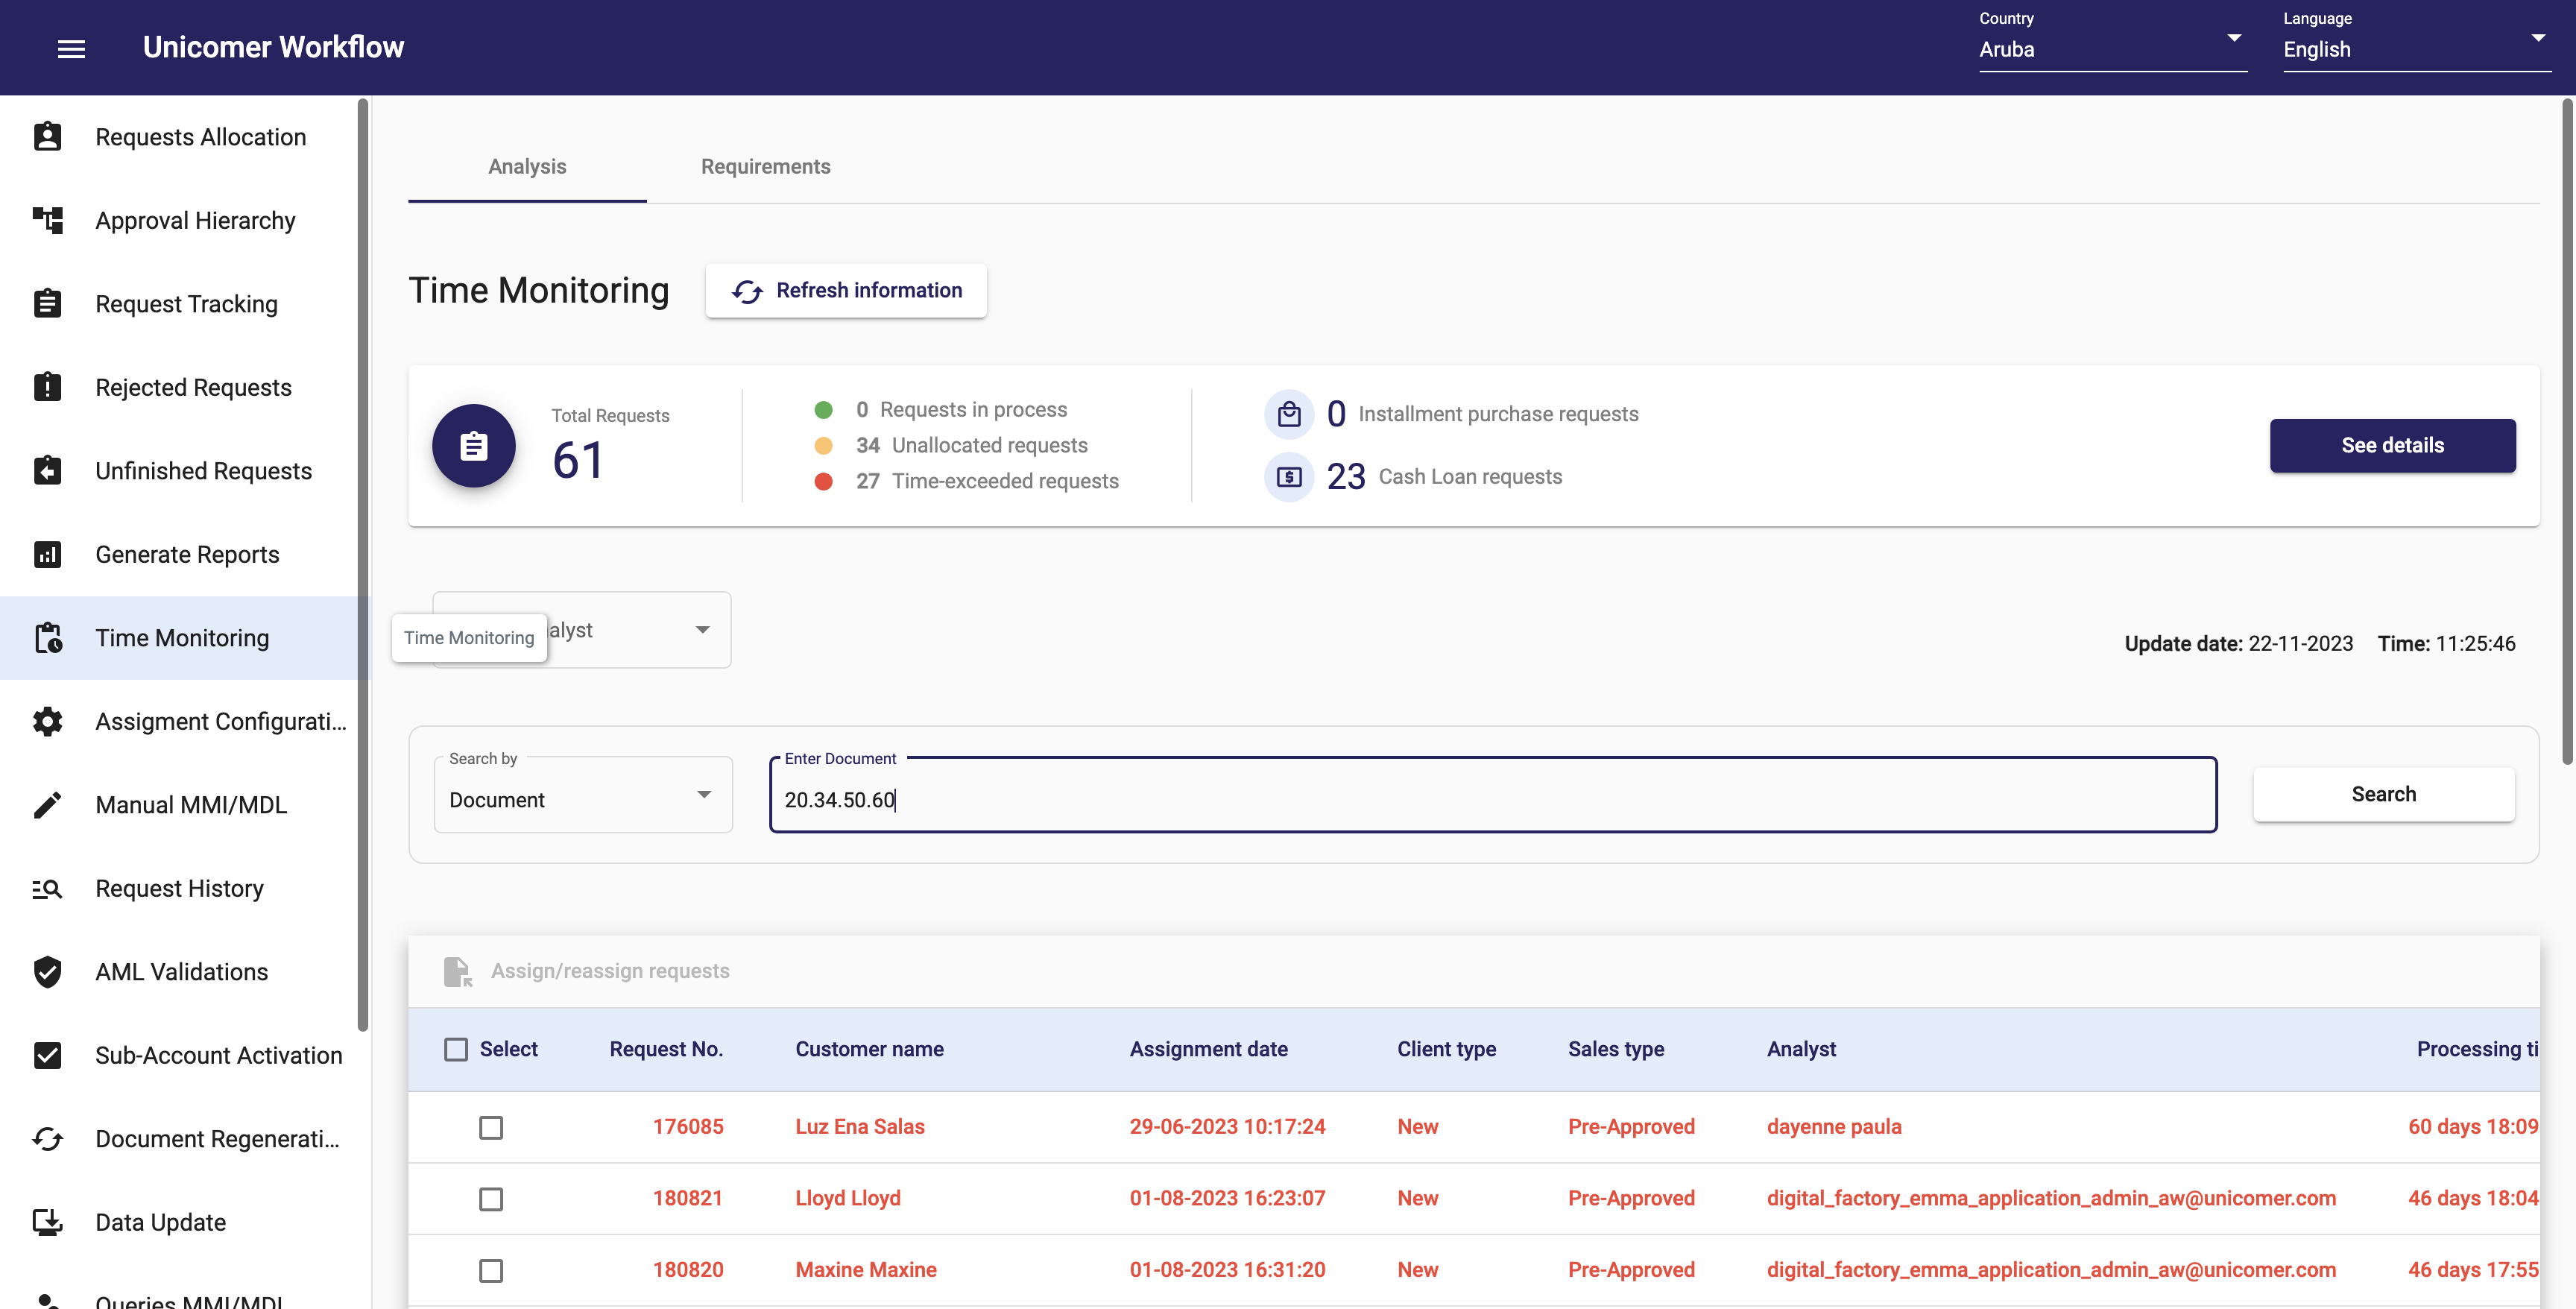 Unicomer Workflow
Country
Aruba
Language
English
Requests Allocation
Approval Hierarchy
Request Tracking
Rejected Requests
Unfinished Requests
Generate Reports
Time Monitoring
Assigment Configurati...
Manual MMI/MDL
Request History
AML Validations
Sub-Account Activation
Document Regenerati...
Data Update
Queries MMI/MDL
Analysis
Requirements
Time Monitoring
Refresh information
Total Requests
61
0 Requests in process
34 Unallocated requests
27 Time-exceeded requests
0 Installment purchase requests
23 Cash Loan requests
See details
Time Monitoring
alyst
Update date: 22-11-2023 Time: 11:25:46
Search by
Document
Enter Document
20.34.50.60
Search
Assign/reassign requests
Select Request No. Customer name Assignment date Client type Sales type Analyst Processing ti
176085 Luz Ena Salas 29-06-2023 10:17:24 New Pre-Approved dayenne paula 60 days 18:09
180821 Lloyd Lloyd 01-08-2023 16:23:07 New Pre-Approved digital_factory_emma_application_admin_aw@unicomer.com 46 days 18:04
180820 Maxine Maxine 01-08-2023 16:31:20 New Pre-Approved digital_factory_emma_application_admin_aw@unicomer.com 46 days 17:55